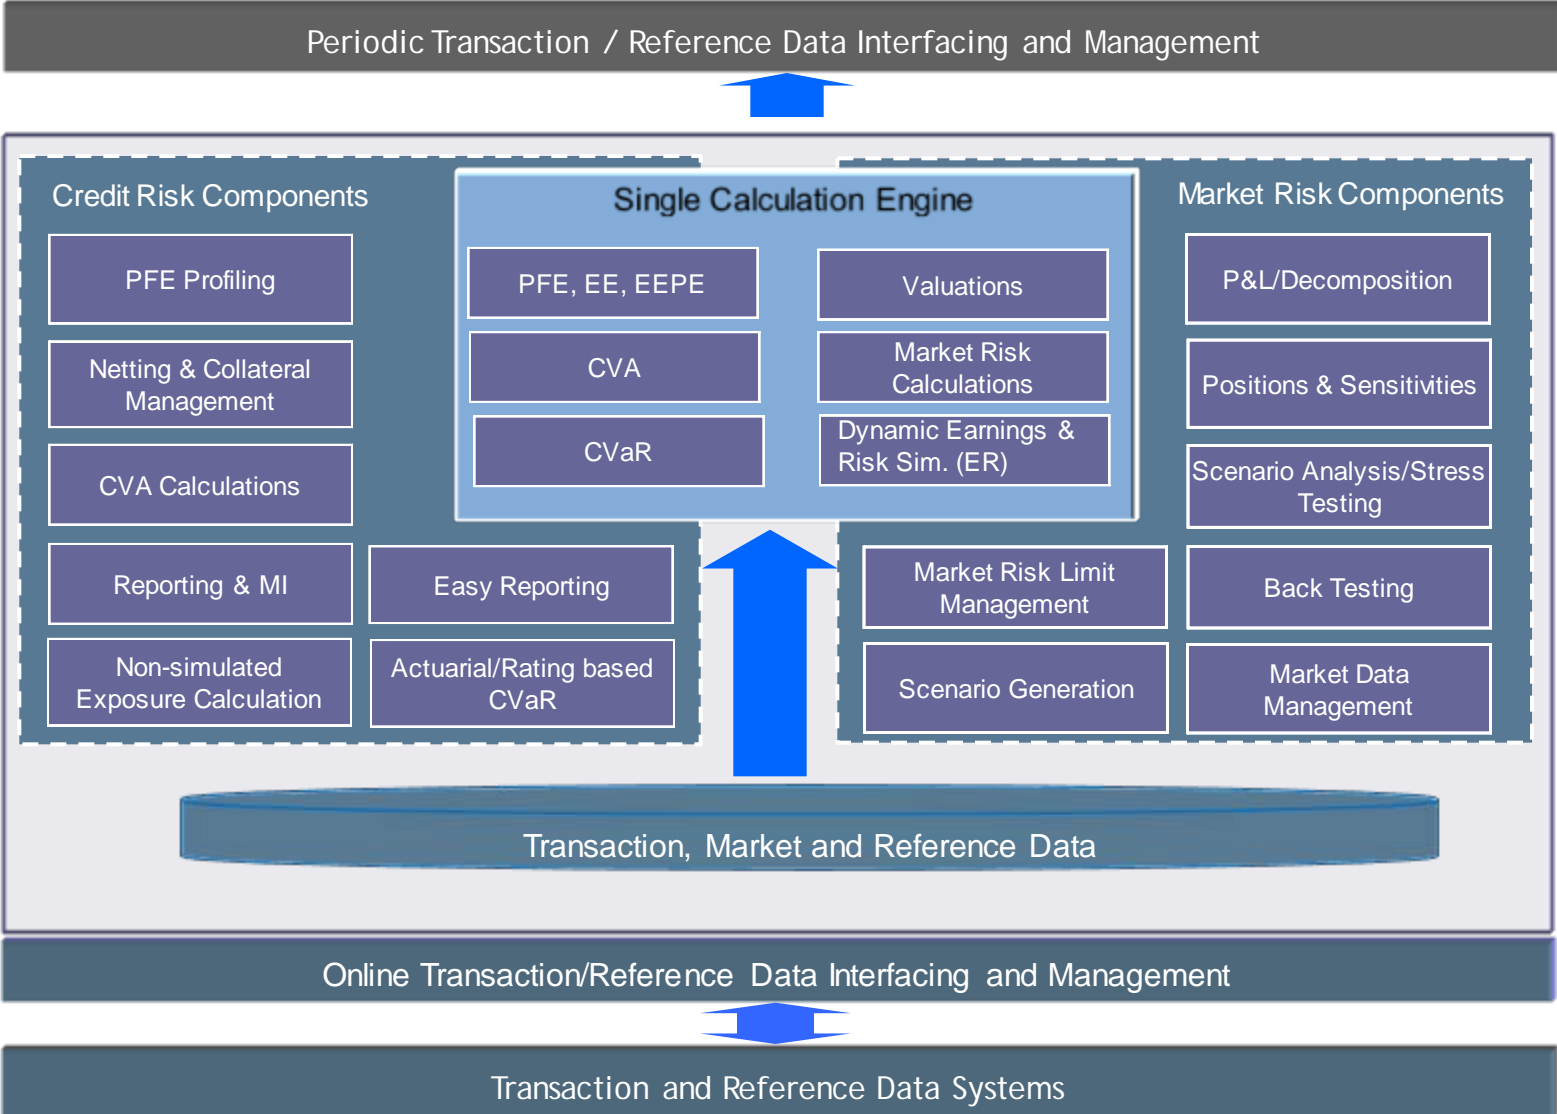 Periodic Transaction / Reference Data Interfacing and Management
Credit Risk Components
PFE Profiling
Netting & Collateral
Management
CVA Calculations
Reporting & MI
Easy Reporting
Non-simulated
Exposure Calculation
Actuarial/Rating based
CVaR
Single Calculation Engine
PFE, EE, EEPE
Valuations
CVA
Market Risk
Calculations
CVaR
Dynamic Earnings &
Risk Sim. (ER)
Market Risk Components
P&L/Decomposition
Positions & Sensitivities
Scenario Analysis/Stress
Testing
Market Risk Limit
Management
Back Testing
Scenario Generation
Market Data
Management
Transaction, Market and Reference Data
Online Transaction/Reference Data Interfacing and Management
Transaction and Reference Data Systems